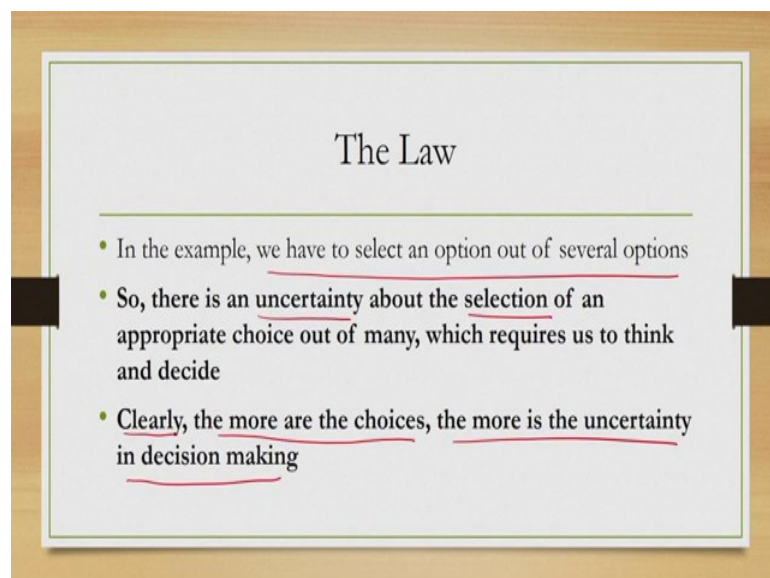 The Law
• In the example, we have to select an option out of several options
• So, there is an uncertainty about the selection of an
appropriate choice out of many, which requires us to think
and decide
• Clearly, the more are the choices, the more is the uncertainty
in decision making